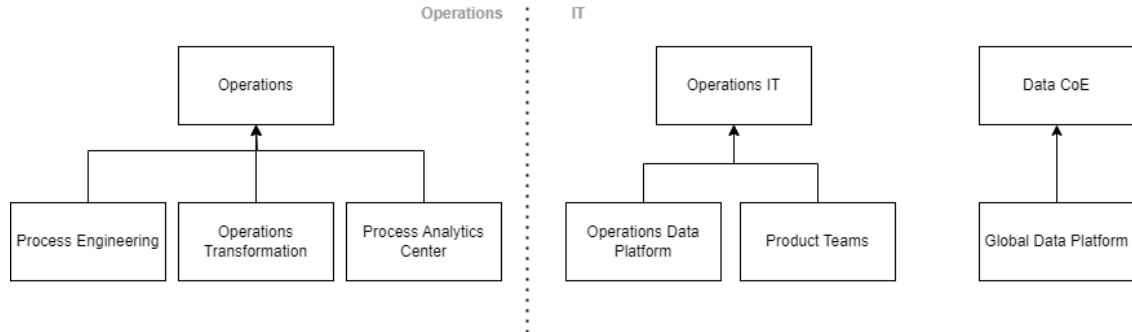 Operations
IT
Operations
Operations IT
Data CoE
Process Engineering
Operations
Transformation
Process Analytics
Center
Operations Data
Platform
Product Teams
Global Data Platform